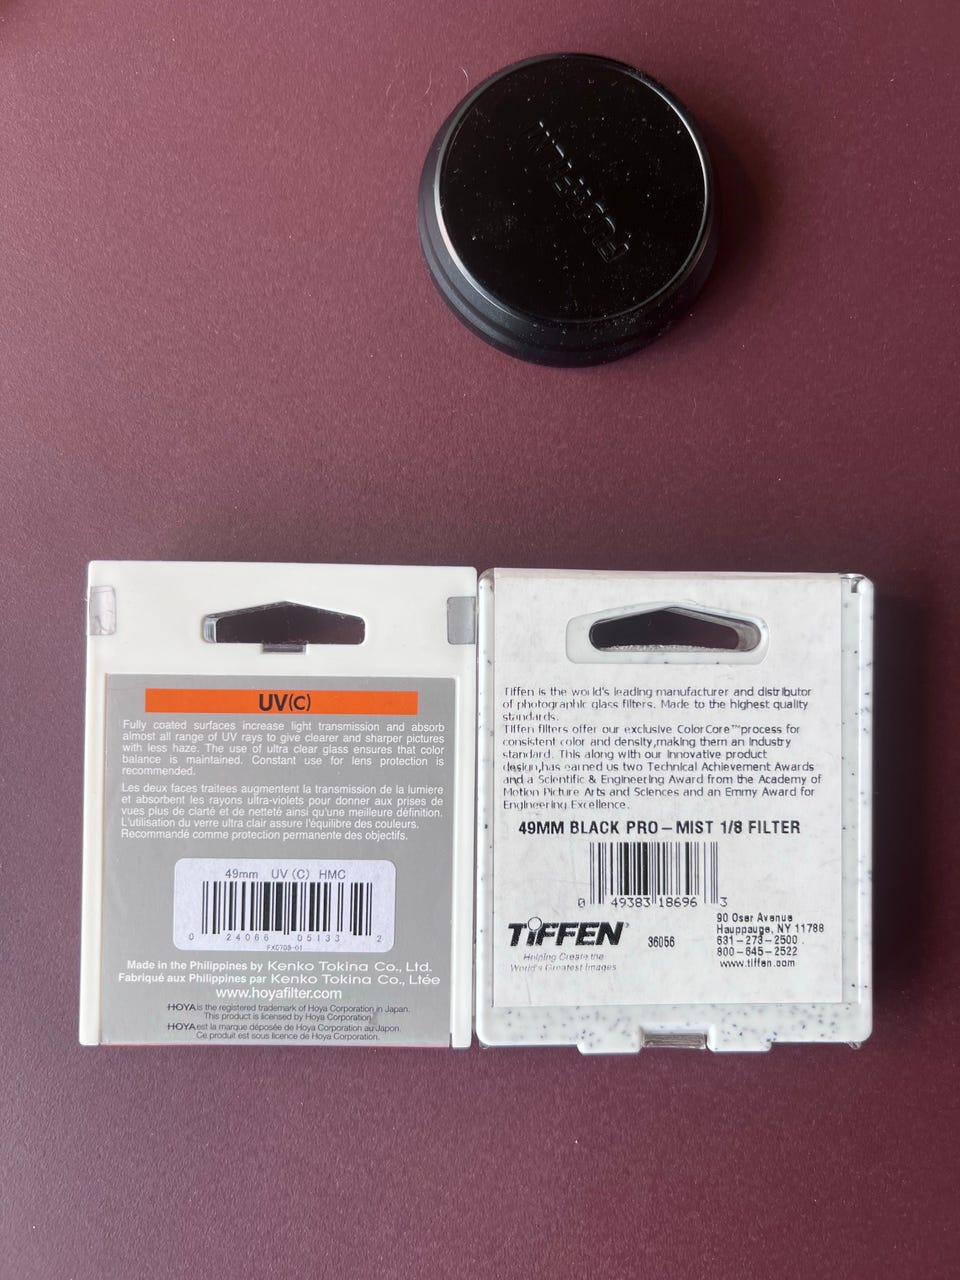 FUJIFILM
UV(C)
Fully coated surfaces increase light transmission and absorb
almost all range of UV rays to give clearer and sharper pictures
with less haze. The use of ultra clear glass ensures that color
balance is maintained. Constant use for lens protection is
recommended.
Les deux faces traitees augmentent la transmission de la lumiere
et absorbent les rayons ultra-violets pour donner aux prises de
vues plus de clarté et de netteté ainsi qu'une meilleure définition.
L'utilisation du verre ultra clair assure l'équilibre des couleurs.
Recommandé comme protection permanente des objectifs.
49mm UV (C) HMC
0 24066 05133 2
FXC709-01
Made in the Philippines by Kenko Tokina Co., Ltd.
Fabriqué aux Philippines par Kenko Tokina Co., Ltée
www.hoyafilter.com
HOYA is the registered trademark of Hoya Corporation in Japan.
This product is licensed by Hoya Corporation.
HOYA est la marque déposée de Hoya Corporation au Japon.
Ce produit est sous licence de Hoya Corporation.
Tiffen is the world's leading manufacturer and distributor
of photographic glass filters. Made to the highest quality
standards.
Tiffen filters offer our exclusive ColorCore™process for
consistent color and density,making them an industry
standard. This along with our innovative product
design,has earned us two Technical Achievement Awards
and a Scientific & Engineering Award from the Academy of
Motion Picture Arts and Sciences and an Emmy Award for
Engineering Excellence.
49MM BLACK PRO-MIST 1/8 FILTER
0 49383 18696 3
TIFFEN®
Helping Create the
World's Greatest Images
36056
90 Oser Avenue
Hauppauge, NY 11788
631-273-2500
800-645-2522
www.tiffen.com